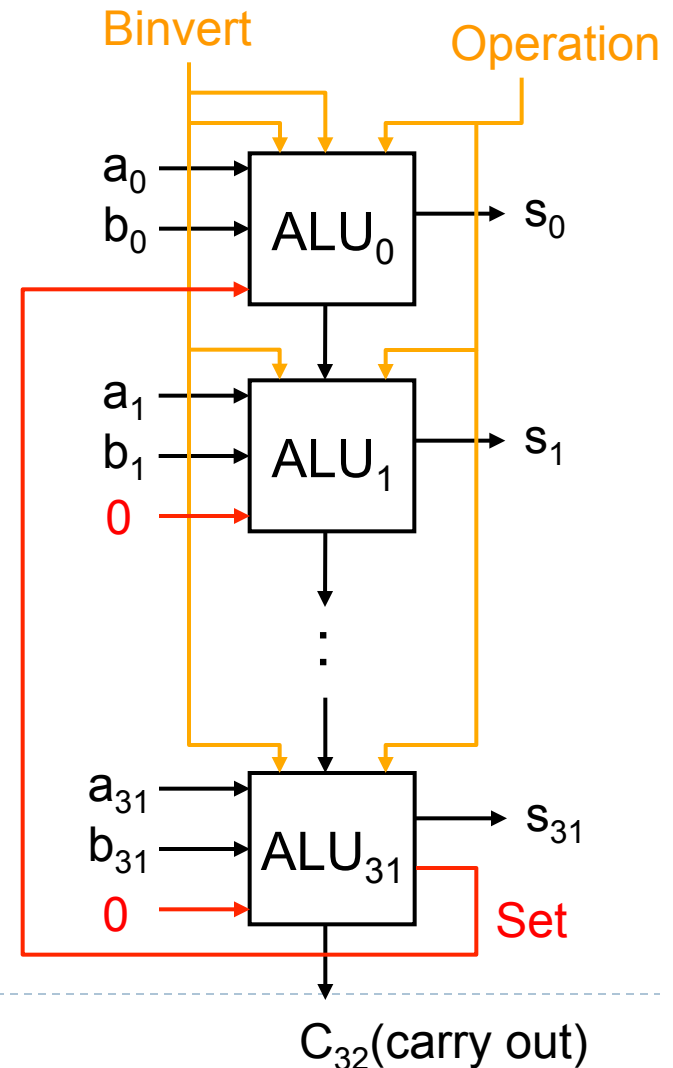 Binvert
Operation
a₀
b₀
ALU₀
s₀
a₁
b₁
0
ALU₁
s₁
:
a₃₁
b₃₁
0
ALU₃₁
s₃₁
Set
C₃₂(carry out)